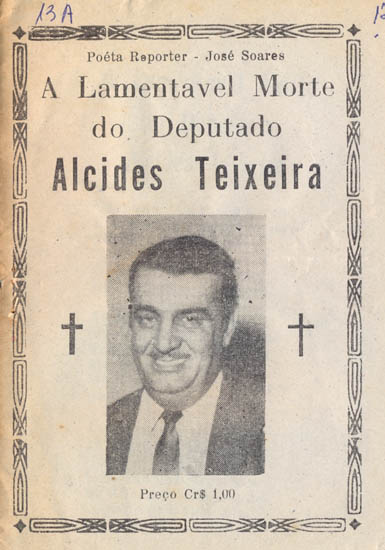 13A
Poéta Reporter - José Soares
A Lamentavel Morte
do Deputado
Alcides Teixeira
Preço Cr$ 1,00